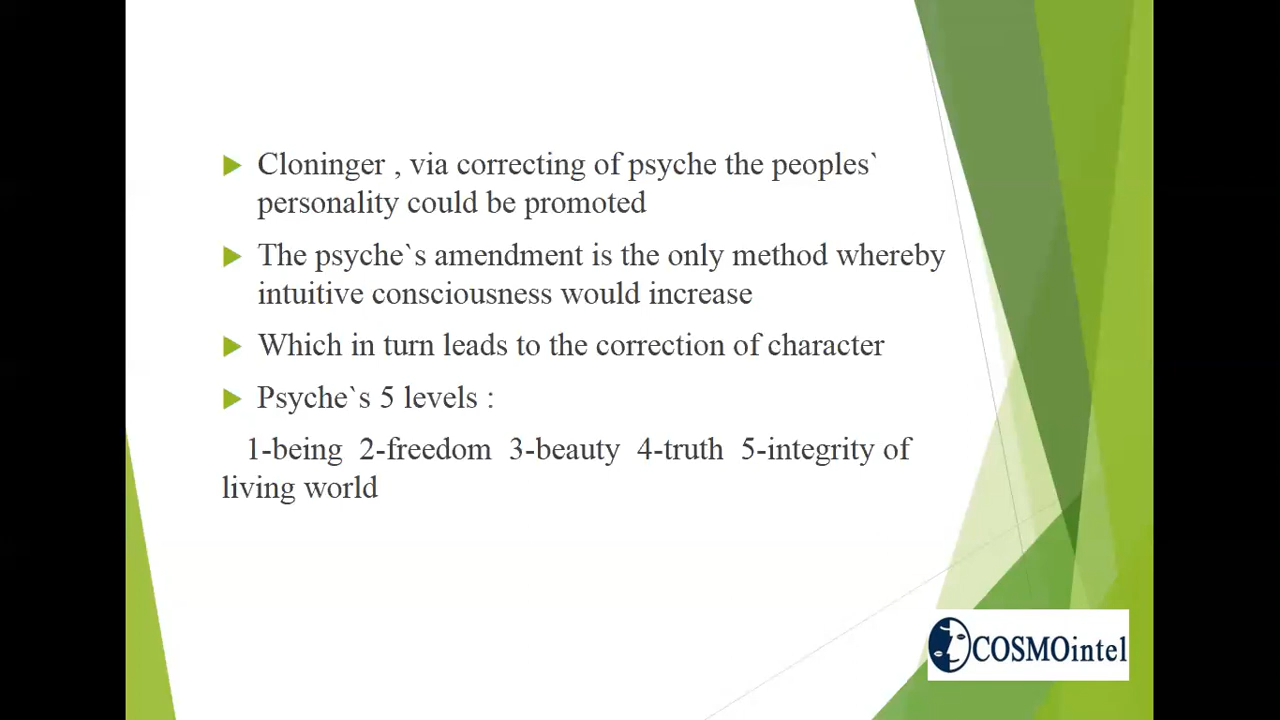 Cloninger , via correcting of psyche the peoples`
personality could be promoted
The psyche`s amendment is the only method whereby
intuitive consciousness would increase
Which in turn leads to the correction of character
Psyche`s 5 levels :
1-being 2-freedom 3-beauty 4-truth 5-integrity of
living world
COSMOintel